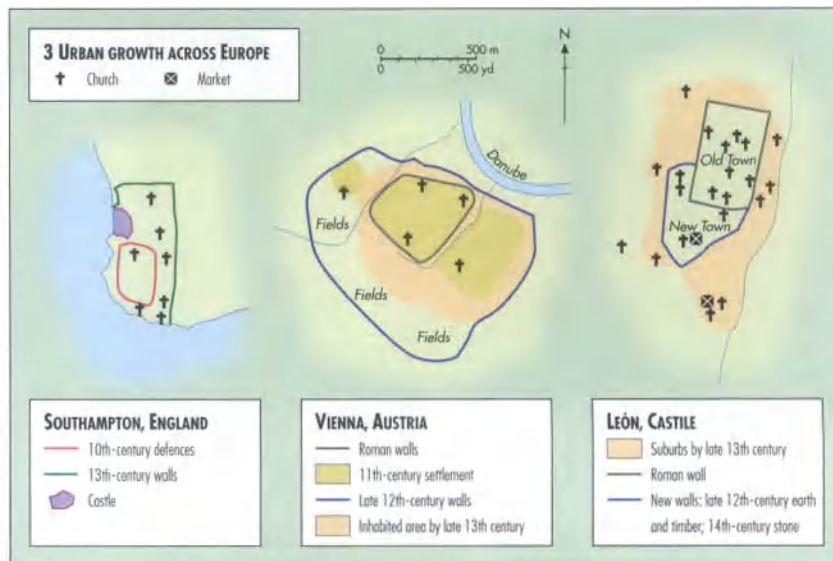 3 URBAN GROWTH ACROSS EUROPE
Church
Market
0 500 m
0 500 yd
N
Danube
Fields
Fields
Fields
Old Town
New Town
SOUTHAMPTON, ENGLAND
10th-century defences
13th-century walls
Castle
VIENNA, AUSTRIA
Roman walls
11th-century settlement
Late 12th-century walls
Inhabited area by late 13th century
LEÓN, CASTILE
Suburbs by late 13th century
Roman wall
New walls: late 12th-century earth
and timber; 14th-century stone